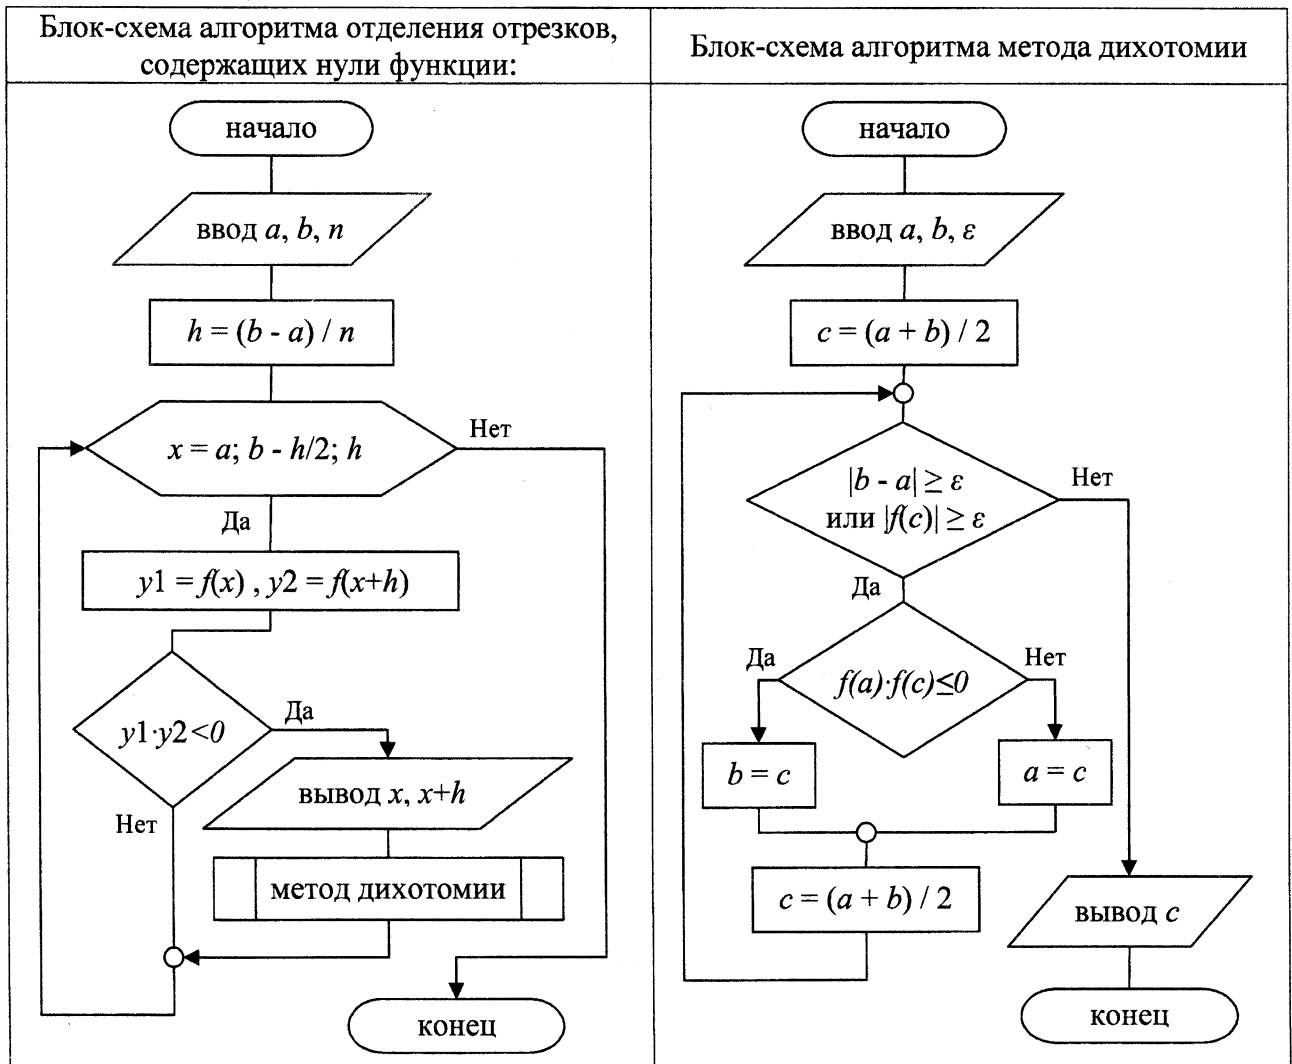 Блок-схема алгоритма отделения отрезков,
содержащих нули функции:
начало
ввод a, b, n
h = (b - a) / n
x = a; b - h/2; h
Нет
Да
y1 = f(x) , y2 = f(x+h)
y1·y2<0
Да
вывод x, x+h
Нет
метод дихотомии
конец
Блок-схема алгоритма метода дихотомии
начало
ввод a, b, ε
c = (a + b) / 2
|b - a| ≥ ε
или |f(c)| ≥ ε
Нет
Да
Да
f(a)·f(c)≤0
Нет
b = c
a = c
c = (a + b) / 2
вывод c
конец